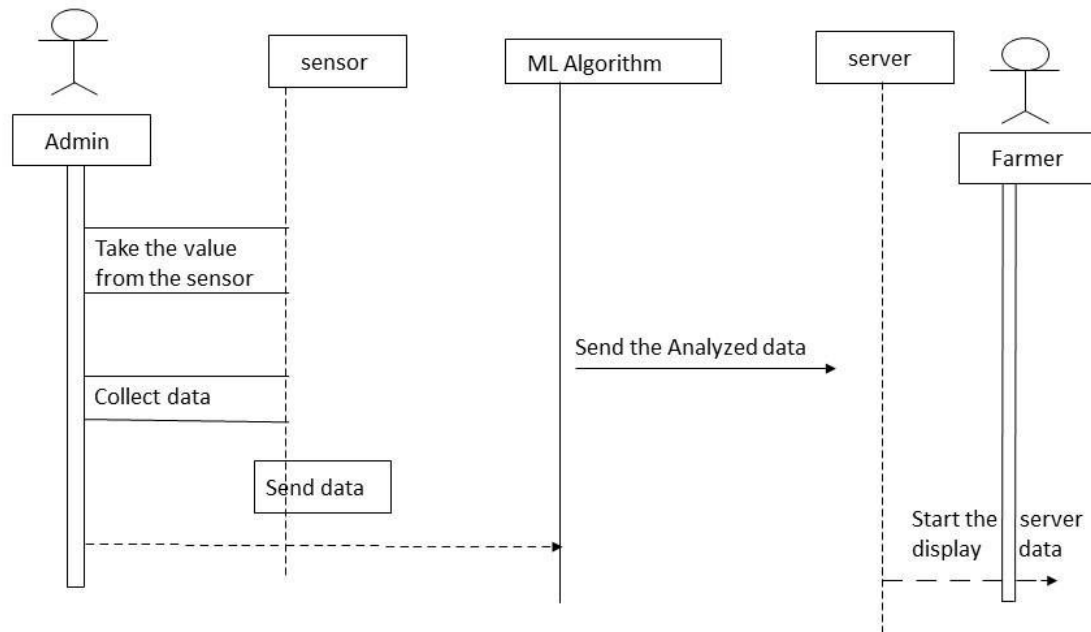 sensor
ML Algorithm
server
Admin
Farmer
Take the value
from the sensor
Send the Analyzed data
Collect data
Send data
Start the server
display data